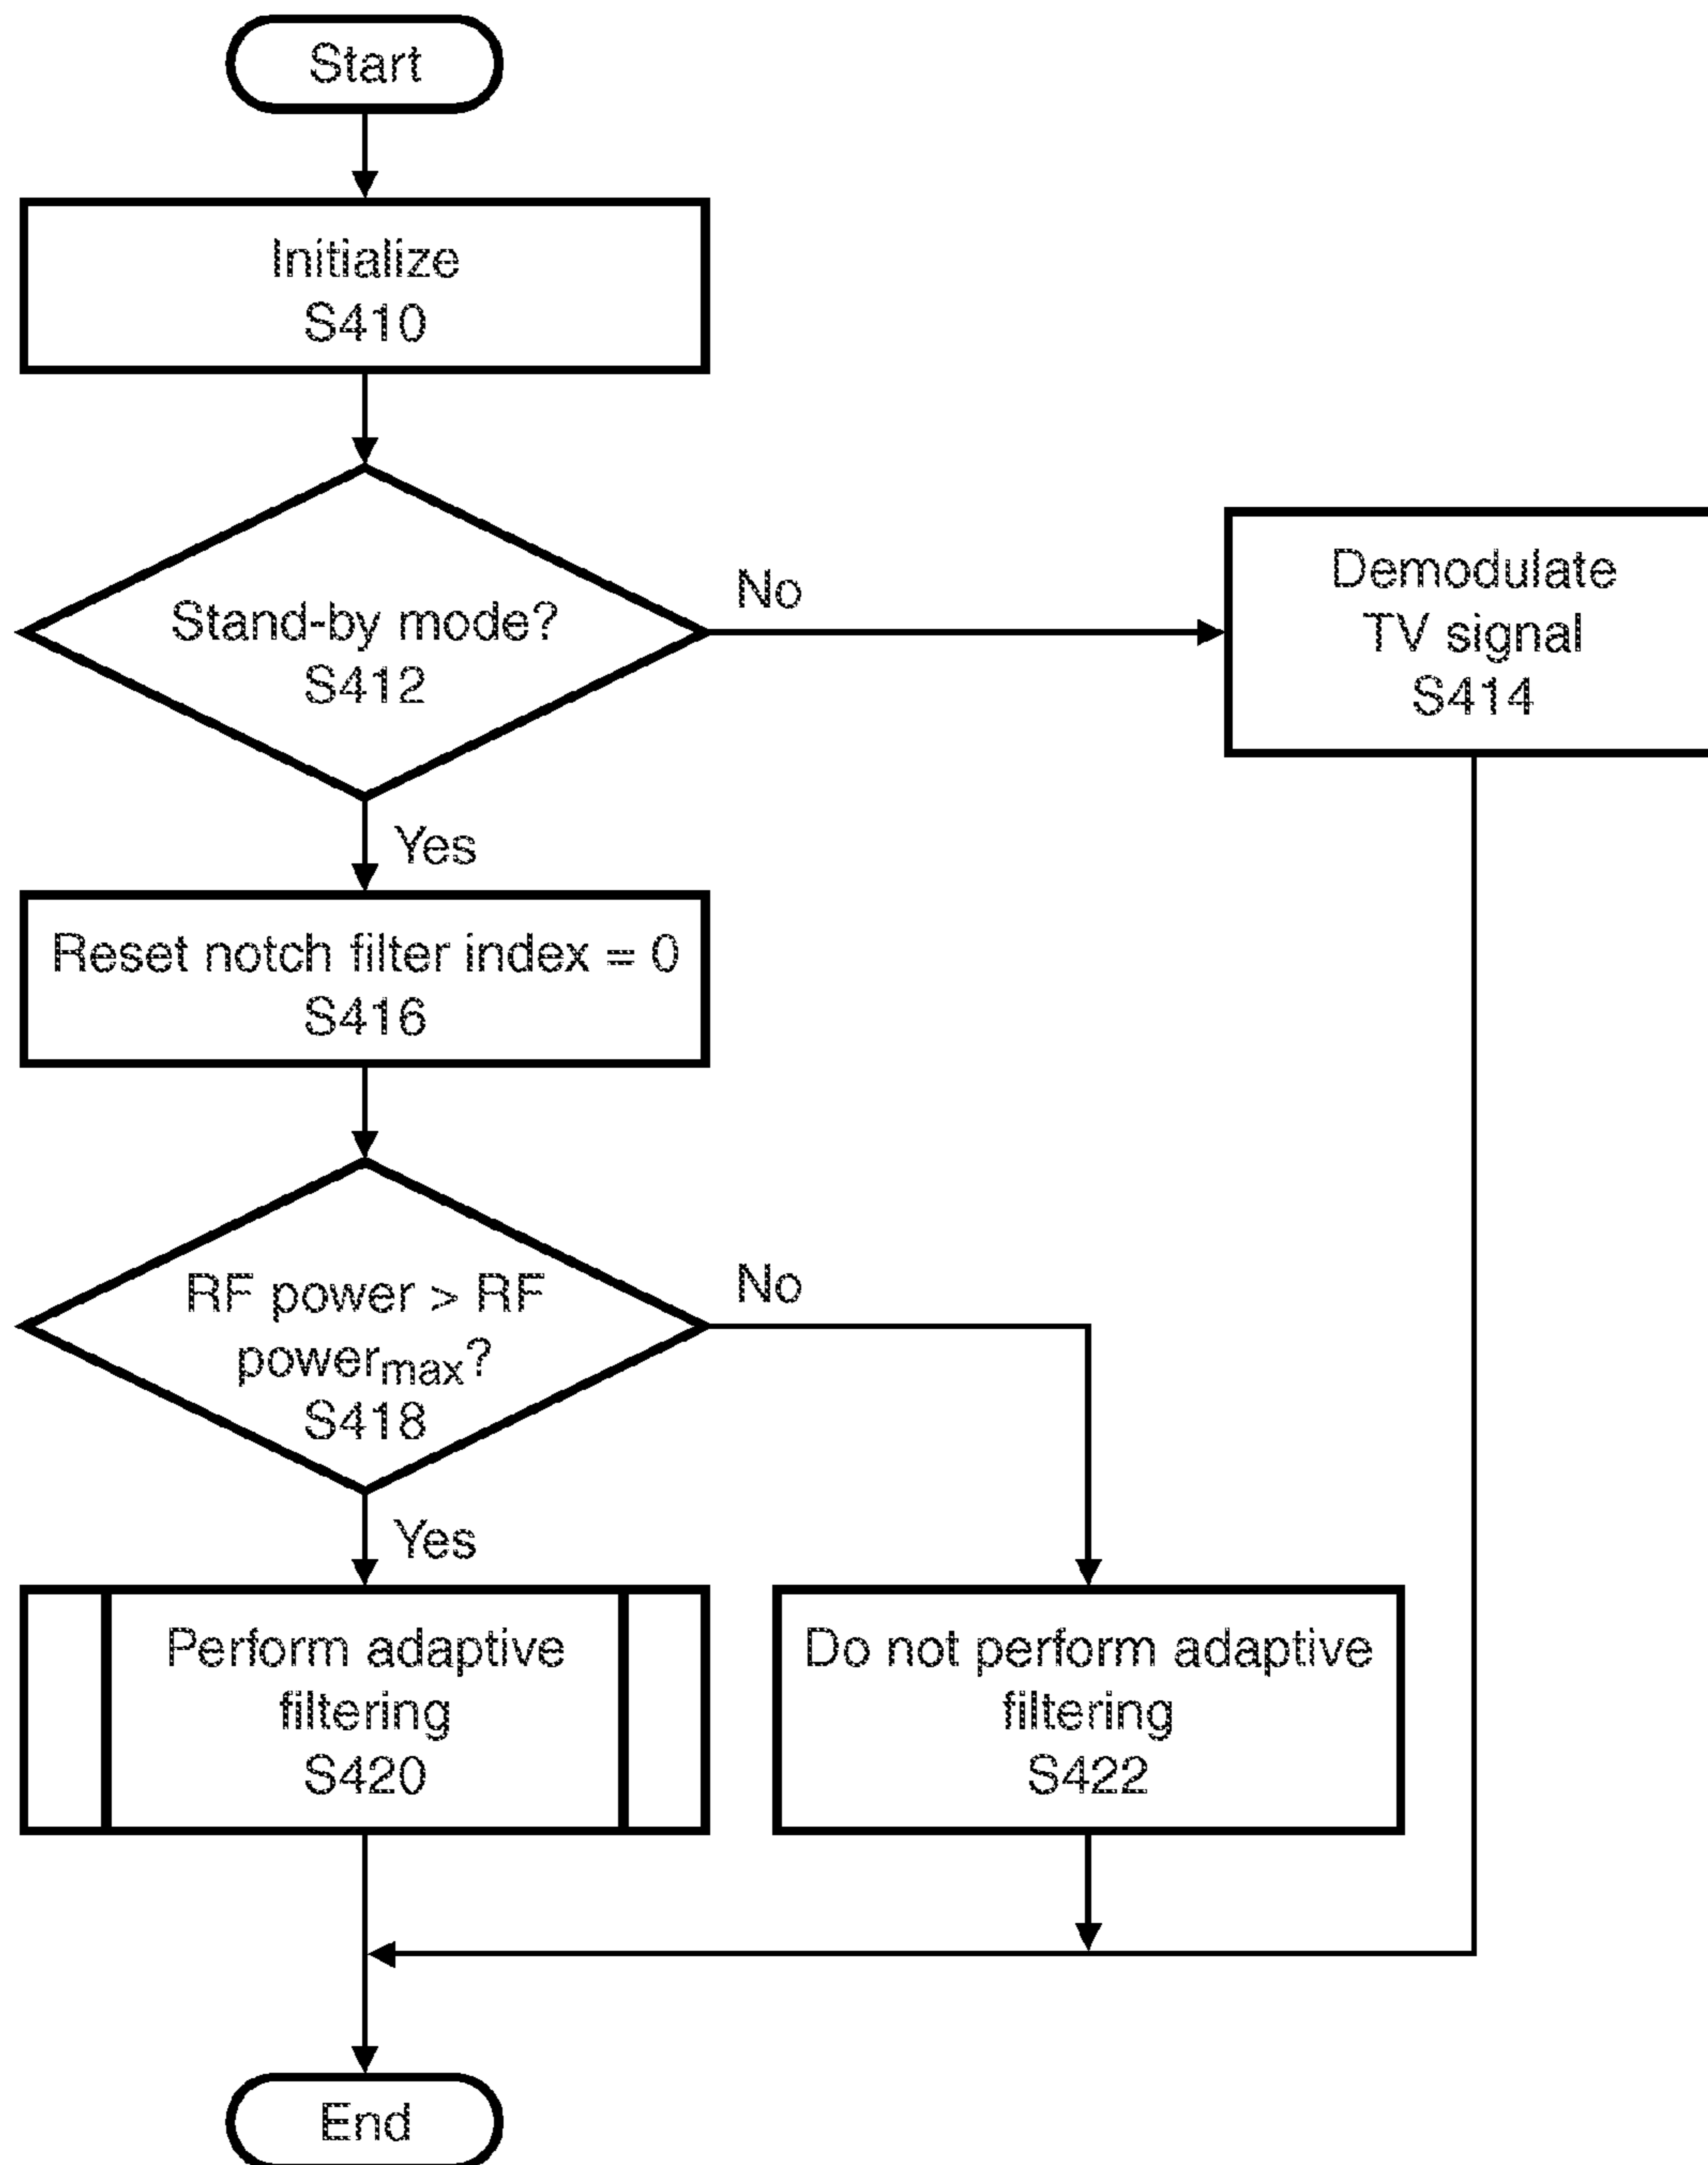 Start
Initialize
S410
Stand-by mode?
S412
No
Demodulate
TV signal
S414
Yes
Reset notch filter index = 0
S416
RF power > RF
powermax?
S418
No
Yes
Perform adaptive
filtering
S420
Do not perform adaptive
filtering
S422
End